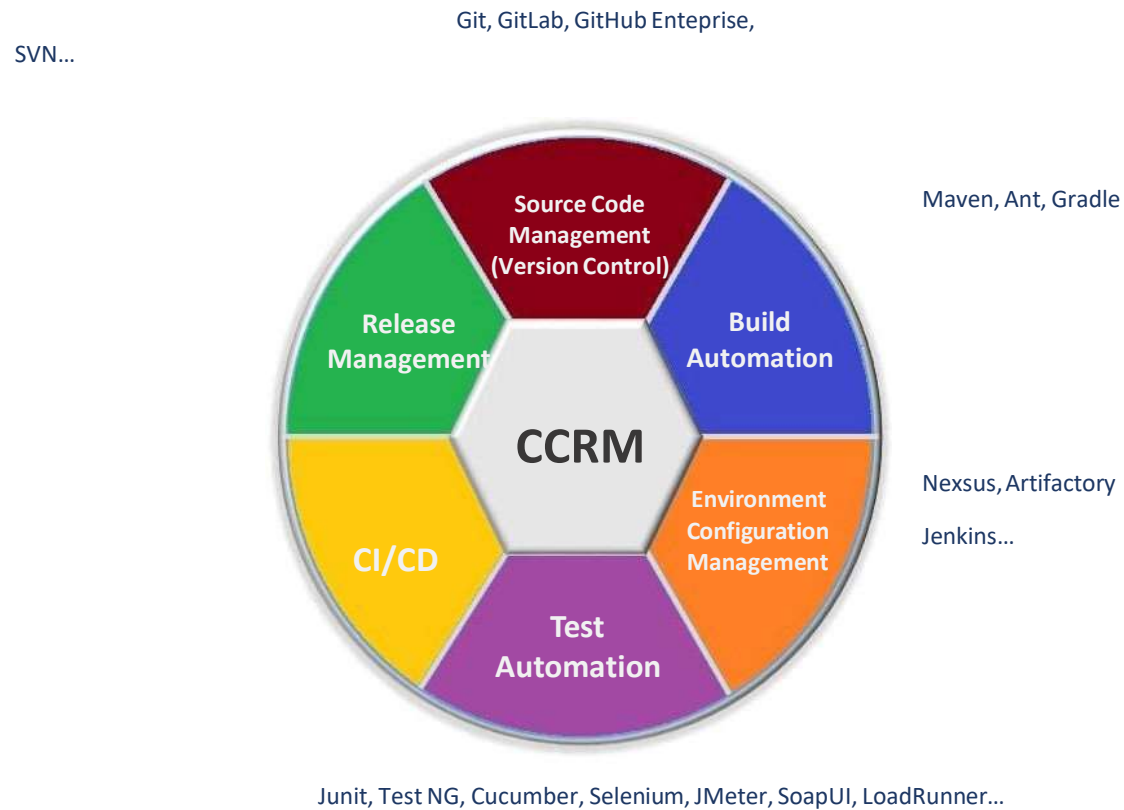 Git, GitLab, GitHub Enteprise,
SVN...
Source Code
Management
(Version Control)
Maven, Ant, Gradle
Release
Management
Build
Automation
CCRM
Nexsus, Artifactory
Environment
Configuration
Management
Jenkins...
CI/CD
Test
Automation
Junit, Test NG, Cucumber, Selenium, JMeter, SoapUI, LoadRunner...